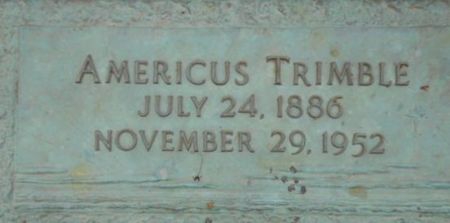 AMERICUS TRIMBLE
JULY 24, 1886
NOVEMBER 29, 1952